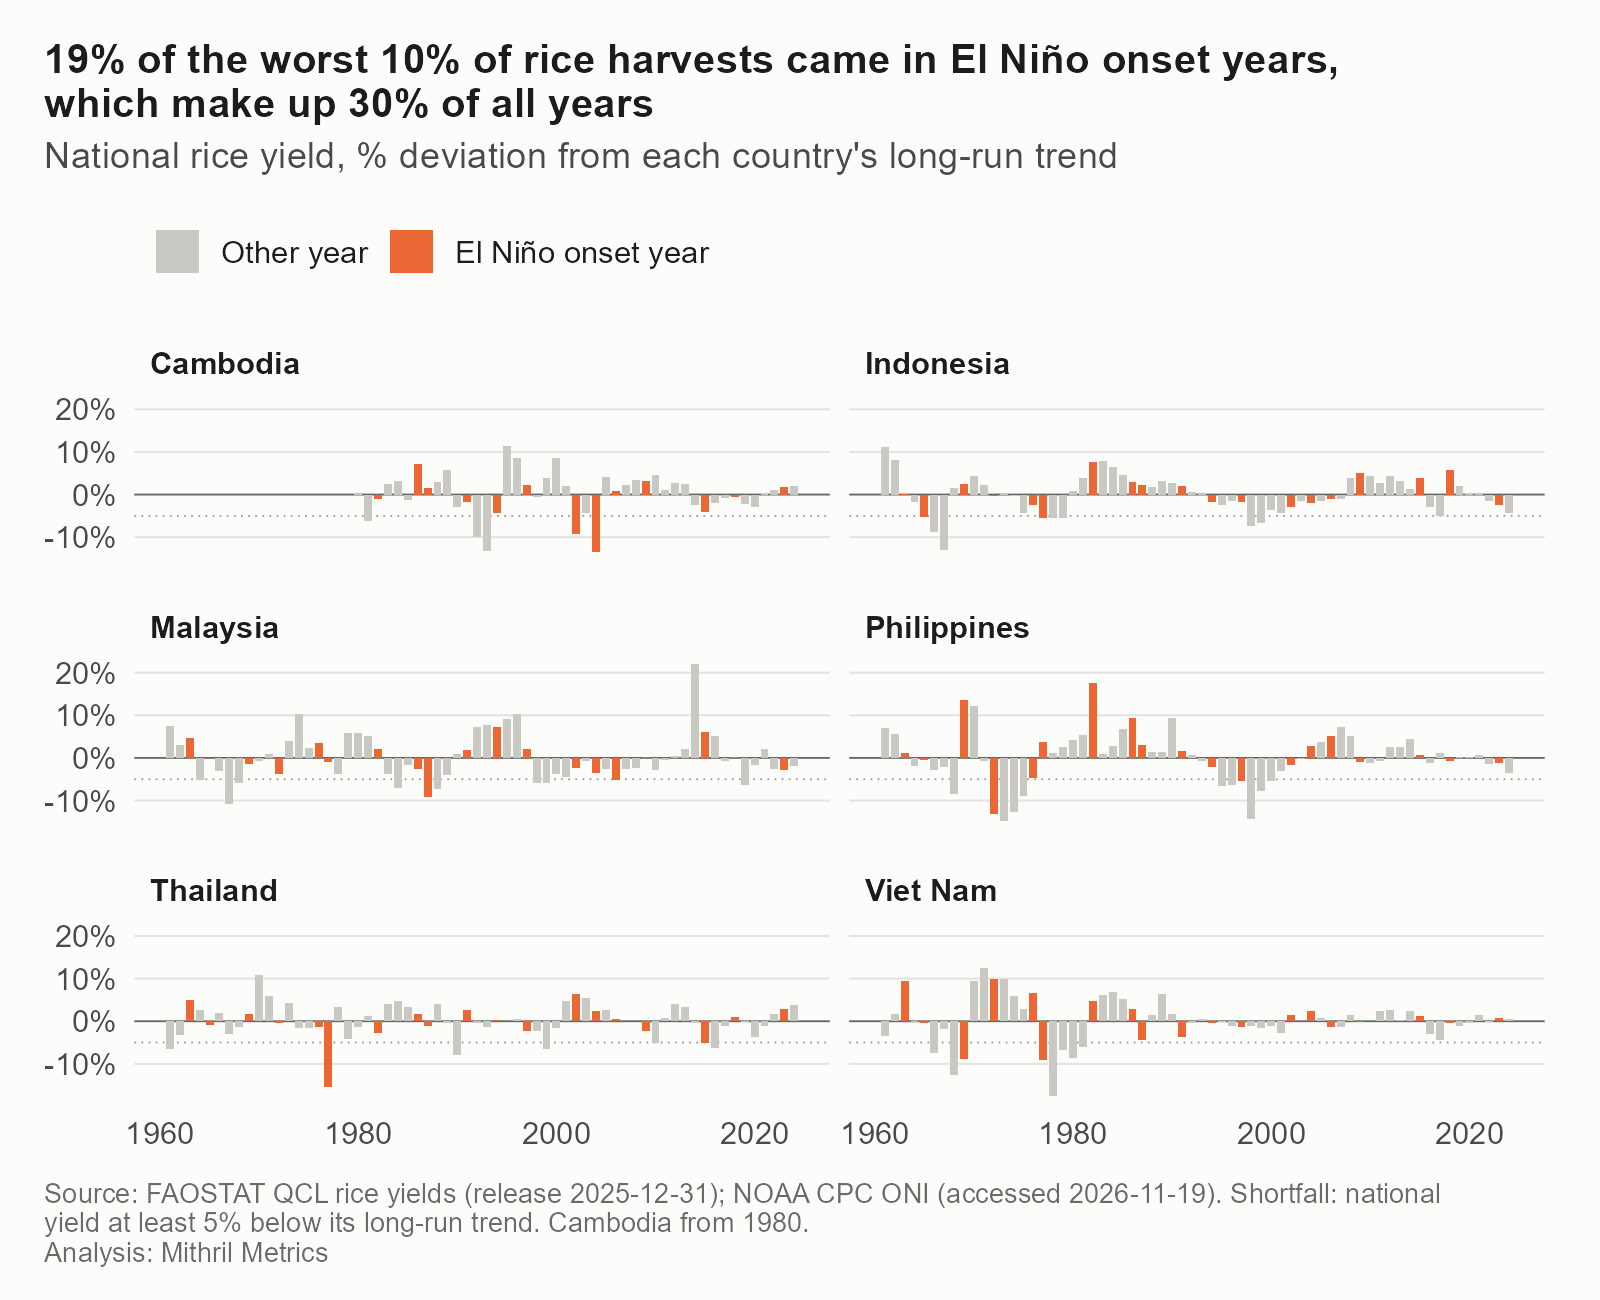 19% of the worst 10% of rice harvests came in El Niño onset years,
which make up 30% of all years
National rice yield, % deviation from each country's long-run trend
Other year
El Niño onset year
Cambodia
Indonesia
20%
10%
0%
-10%
Malaysia
Philippines
20%
10%
0%
-10%
Thailand
Viet Nam
20%
10%
0%
-10%
1960 1980 2000 2020 1960 1980 2000 2020
Source: FAOSTAT QCL rice yields (release 2025-12-31); NOAA CPC ONI (accessed 2026-11-19). Shortfall: national
yield at least 5% below its long-run trend. Cambodia from 1980.
Analysis: Mithril Metrics